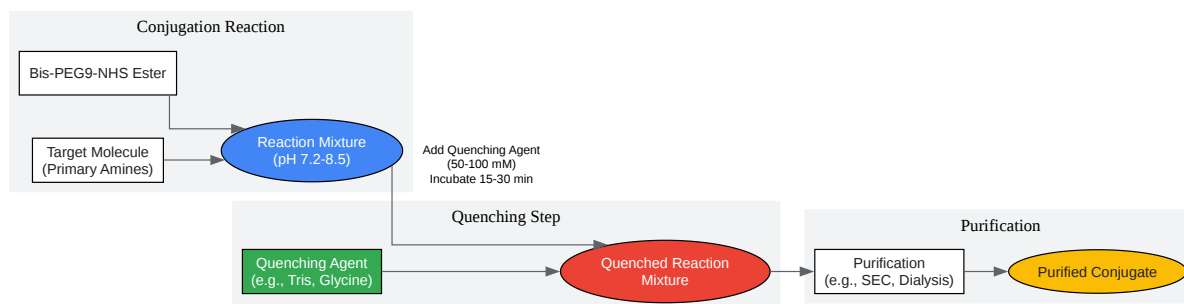 Conjugation Reaction
Bis-PEG9-NHS Ester
Target Molecule
(Primary Amines)
Reaction Mixture
(pH 7.2-8.5)
Add Quenching Agent
(50-100 mM)
Incubate 15-30 min
Quenching Step
Quenching Agent
(e.g., Tris, Glycine)
Quenched Reaction
Mixture
Purification
Purification
(e.g., SEC, Dialysis)
Purified Conjugate